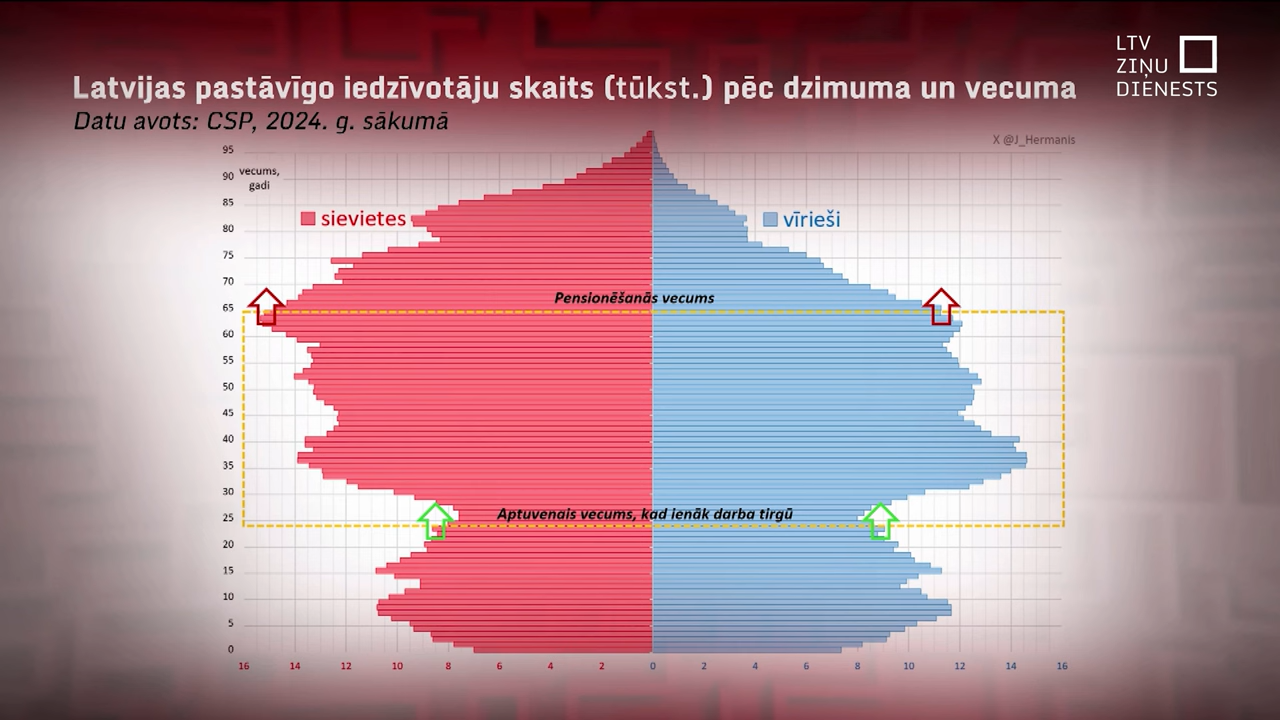 LTV
ZIŅU
DIENESTS
Latvijas pastāvīgo iedzīvotāju skaits (tūkst.) pēc dzimuma un vecuma
Datu avots: CSP, 2024. g. sākumā
X @J_Hermanis
95
vecums,
gadi
90
85
sievietes
vīrieši
80
75
70
Pensionēšanās vecums
65
60
55
50
45
40
35
30
25
Aptuvenais vecums, kad ienāk darba tirgū
20
15
10
5
0
16 14 12 10 8 6 4 2 0 2 4 6 8 10 12 14 16